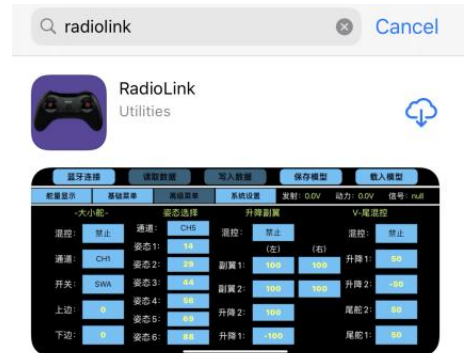 radiolink Cancel
RadioLink
Utilities
蓝牙连接 读取数据 写入数据 保存模型 载入模型
舵量显示 基础菜单 高级菜单 系统设置 发射: 0.0V 动力: 0.0V 信号: null
-大小舵- 姿态选择 升降副翼 V-尾混控
混控: 禁止 通道: CH5 混控: 禁止 混控: 禁止
姿态1: 14 (左) (右)
通道: CH1 姿态2: 29 副翼1: 100 100 升降1: 50
开关: SWA 姿态3: 44 副翼2: 100 100 升降2: -50
上边: 0 姿态4: 56 升降2: 100 尾舵2: 50
姿态5: 69
下边: 0 姿态6: 88 升降1: -100 尾舵1: 50